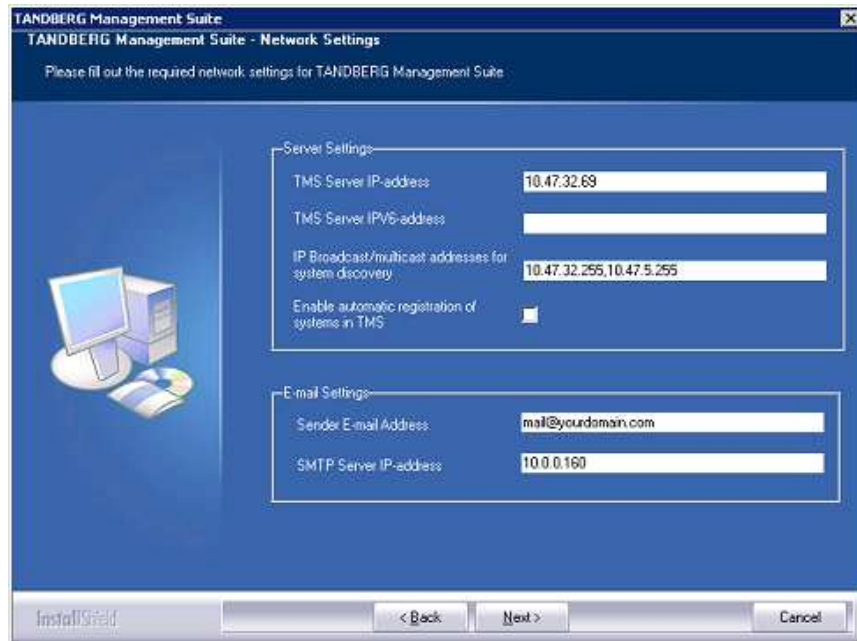 TANDBERG Management Suite
TANDBERG Management Suite - Network Settings
Please fill out the required network settings for TANDBERG Management Suite
Server Settings
TMS Server IP-address
10.47.32.69
TMS Server IPV6-address
IP Broadcast/multicast addresses for
system discovery
10.47.32.255,10.47.5.255
Enable automatic registration of
systems in TMS
E-mail Settings
Sender E-mail Address
mail@yourdomain.com
SMTP Server IP-address
10.0.0.160
InstallShield
< Back
Next >
Cancel